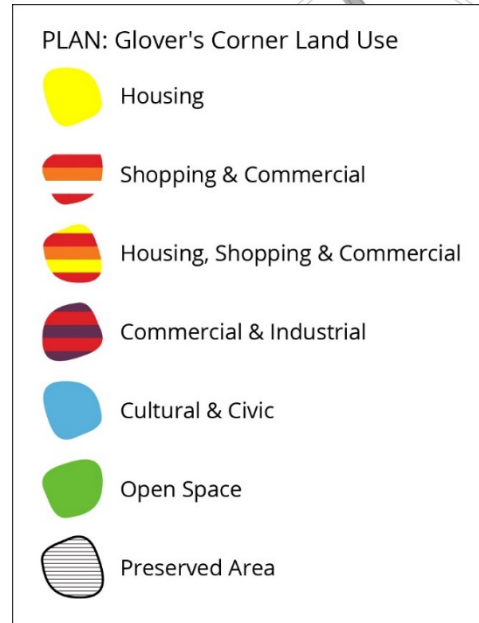 PLAN: Glover's Corner Land Use
Housing
Shopping & Commercial
Housing, Shopping & Commercial
Commercial & Industrial
Cultural & Civic
Open Space
Preserved Area